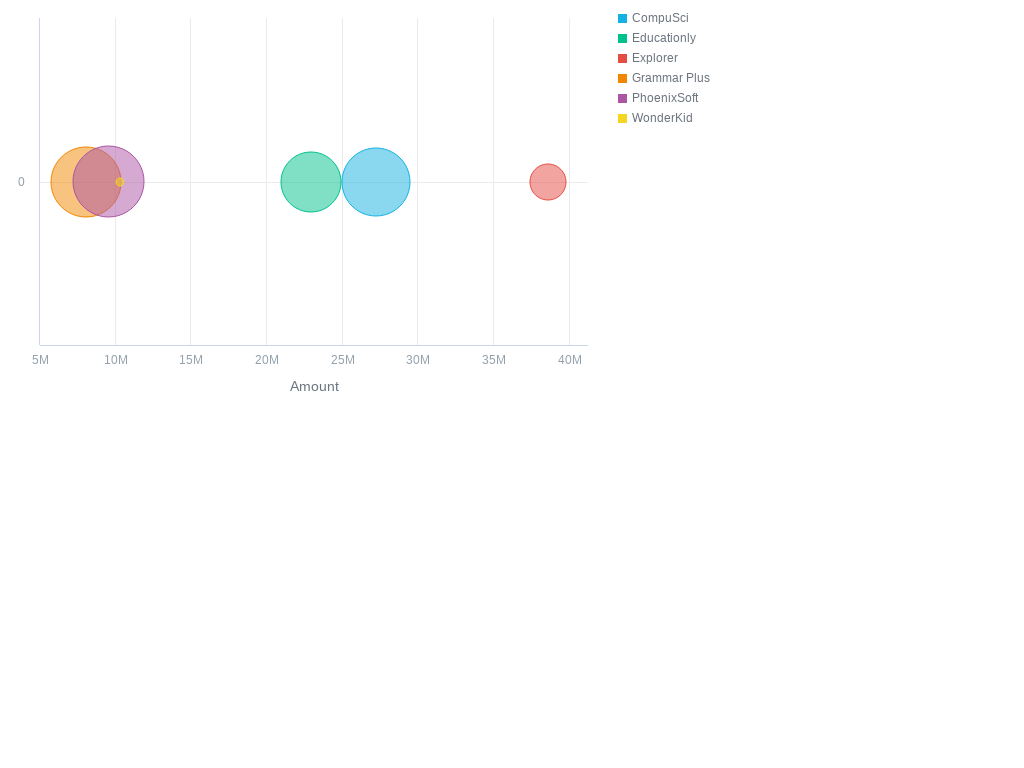 CompuSci
Educationly
Explorer
Grammar Plus
PhoenixSoft
WonderKid
0
5M 10M 15M 20M 25M 30M 35M 40M
Amount